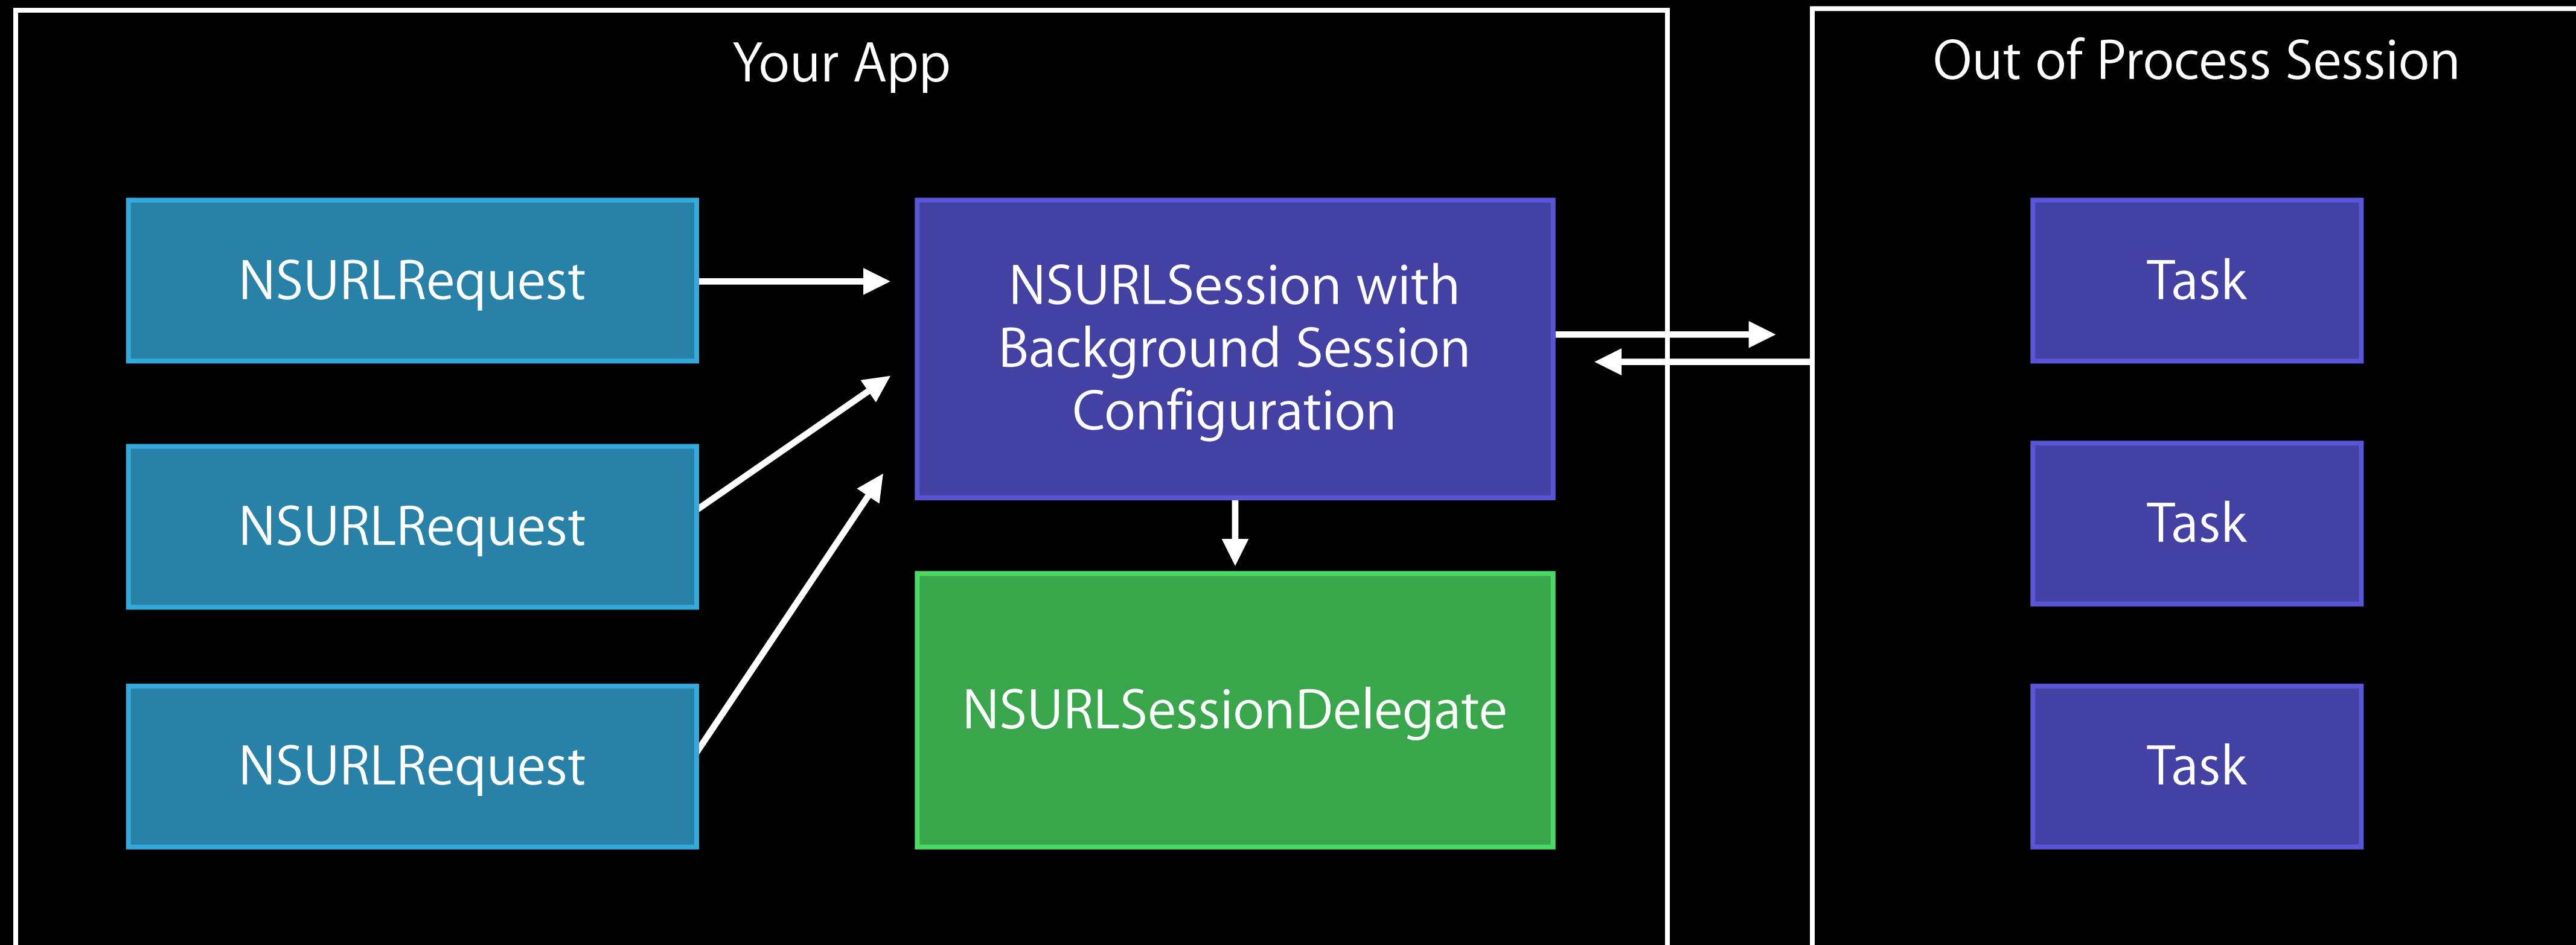 Your App
Out of Process Session
NSURLRequest
NSURLSession with
Background Session
Configuration
Task
NSURLRequest
Task
NSURLSessionDelegate
NSURLRequest
Task